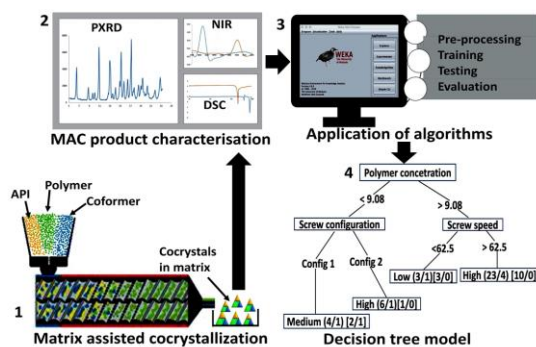 2
PXRD
NIR
DSC
MAC product characterisation
3
WEKA
Pre-processing
Training
Testing
Evaluation
Application of algorithms
Polymer
API
Coformer
Cocrystals
in matrix
1
Matrix assisted cocrystallization
4
Polymer concetration
< 9.08
> 9.08
Screw configuration
Screw speed
Config 1
Config 2
<62.5
> 62.5
Low (3/1)[3/0]
High (23/4) [10/0]
High (6/1)[1/0]
Medium (4/1) [2/1]
Decision tree model